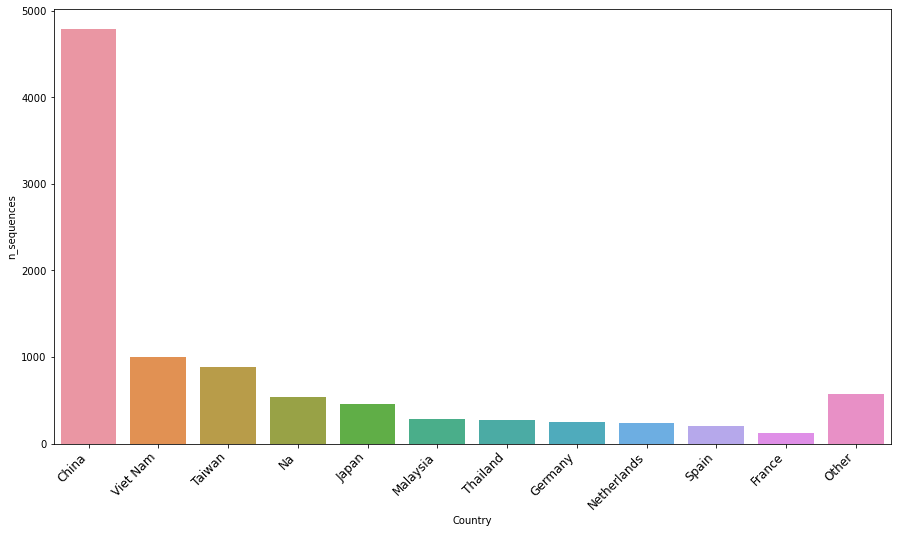 5000
4000
3000
2000
1000
0
n_sequences
China
Viet Nam
Taiwan
Na
Japan
Malaysia
Thailand
Germany
Netherlands
Spain
France
Other
Country